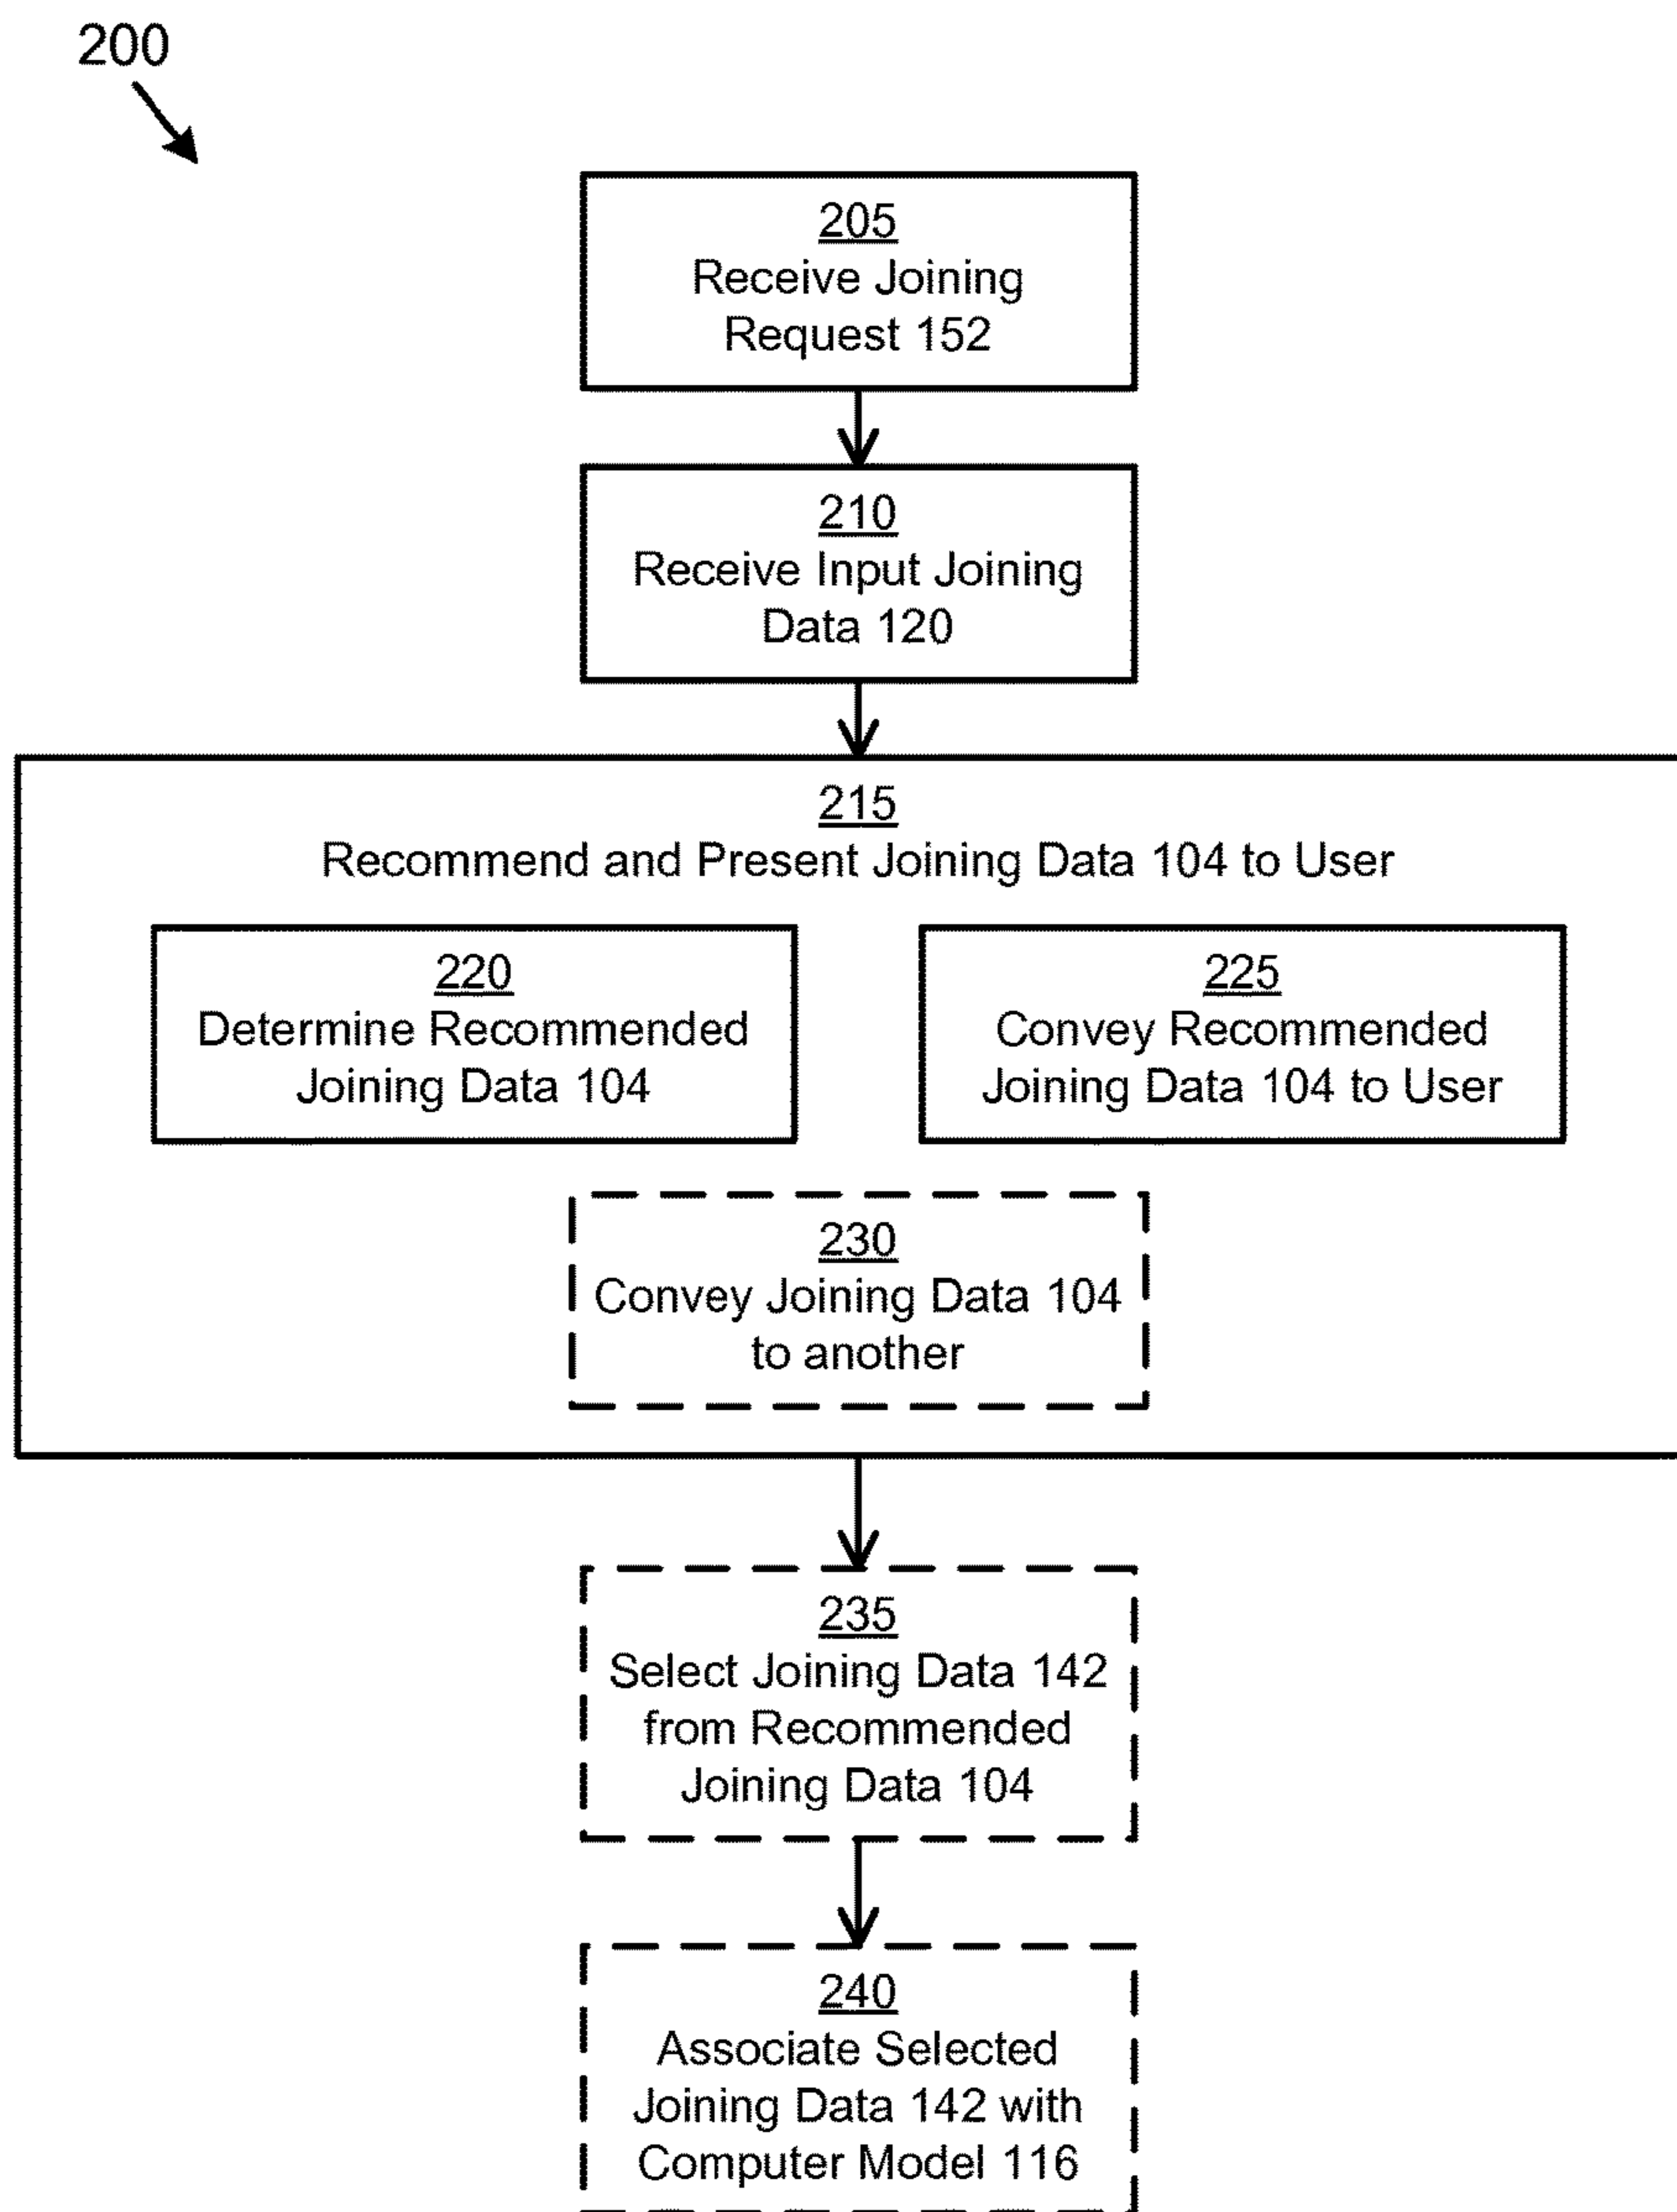 200
205
Receive Joining
Request 152
210
Receive Input Joining
Data 120
215
Recommend and Present Joining Data 104 to User
220
Determine Recommended
Joining Data 104
225
Convey Recommended
Joining Data 104 to User
230
Convey Joining Data 104
to another
235
Select Joining Data 142
from Recommended
Joining Data 104
240
Associate Selected
Joining Data 142 with
Computer Model 116